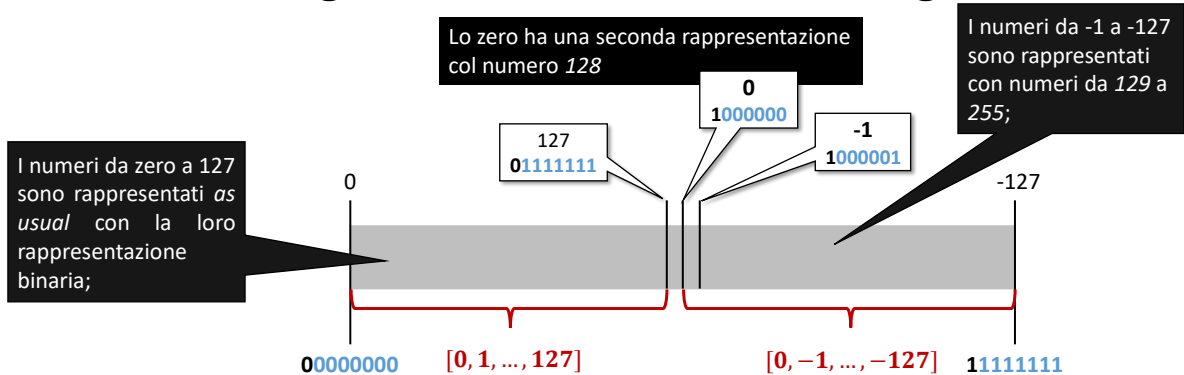 Lo zero ha una seconda rappresentazione
col numero 128
I numeri da -1 a -127
sono rappresentati
con numeri da 129 a
255;
0
1000000
127
01111111
-1
1000001
I numeri da zero a 127
sono rappresentati as
usual con la loro
rappresentazione
binaria;
0
-127
00000000
[0, 1, ..., 127]
[0, −1, ..., −127]
11111111